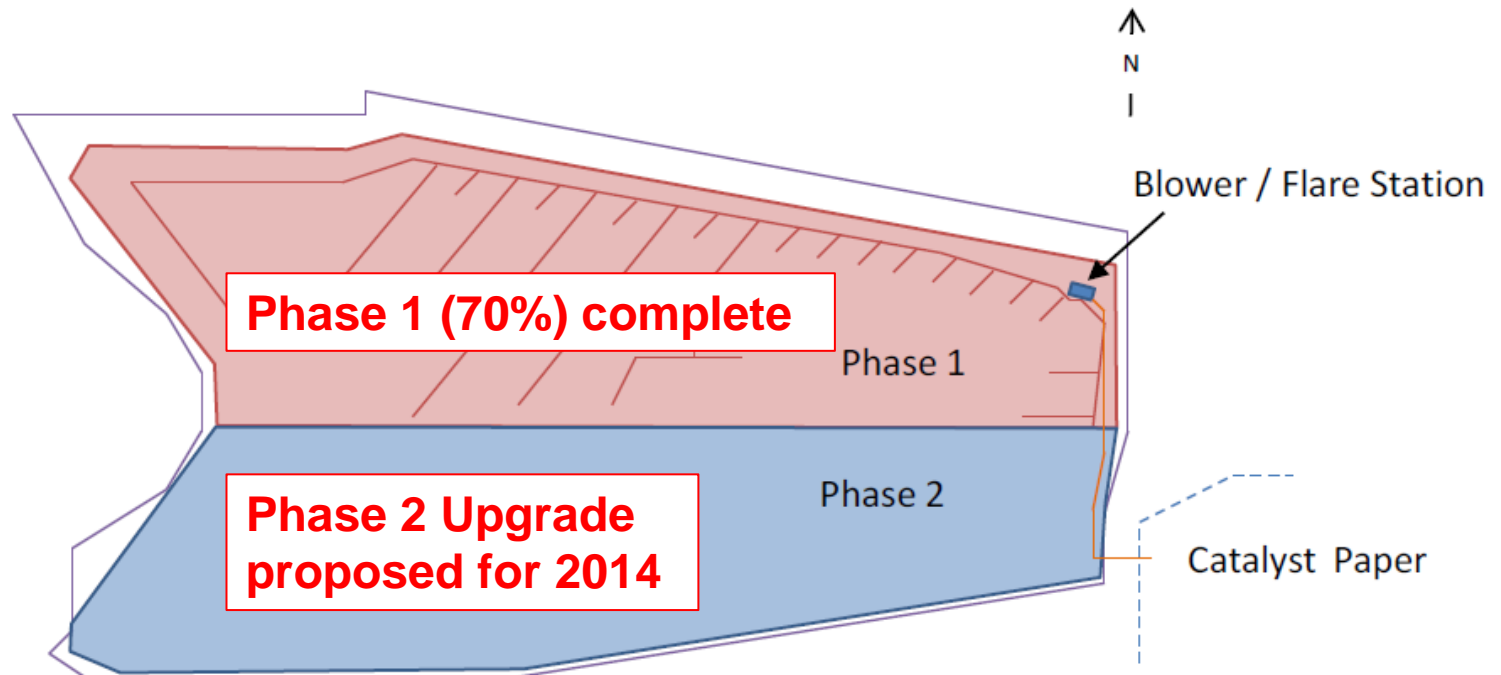 N
Blower / Flare Station
Phase 1 (70%) complete
Phase 1
Phase 2 Upgrade
proposed for 2014
Phase 2
Catalyst Paper